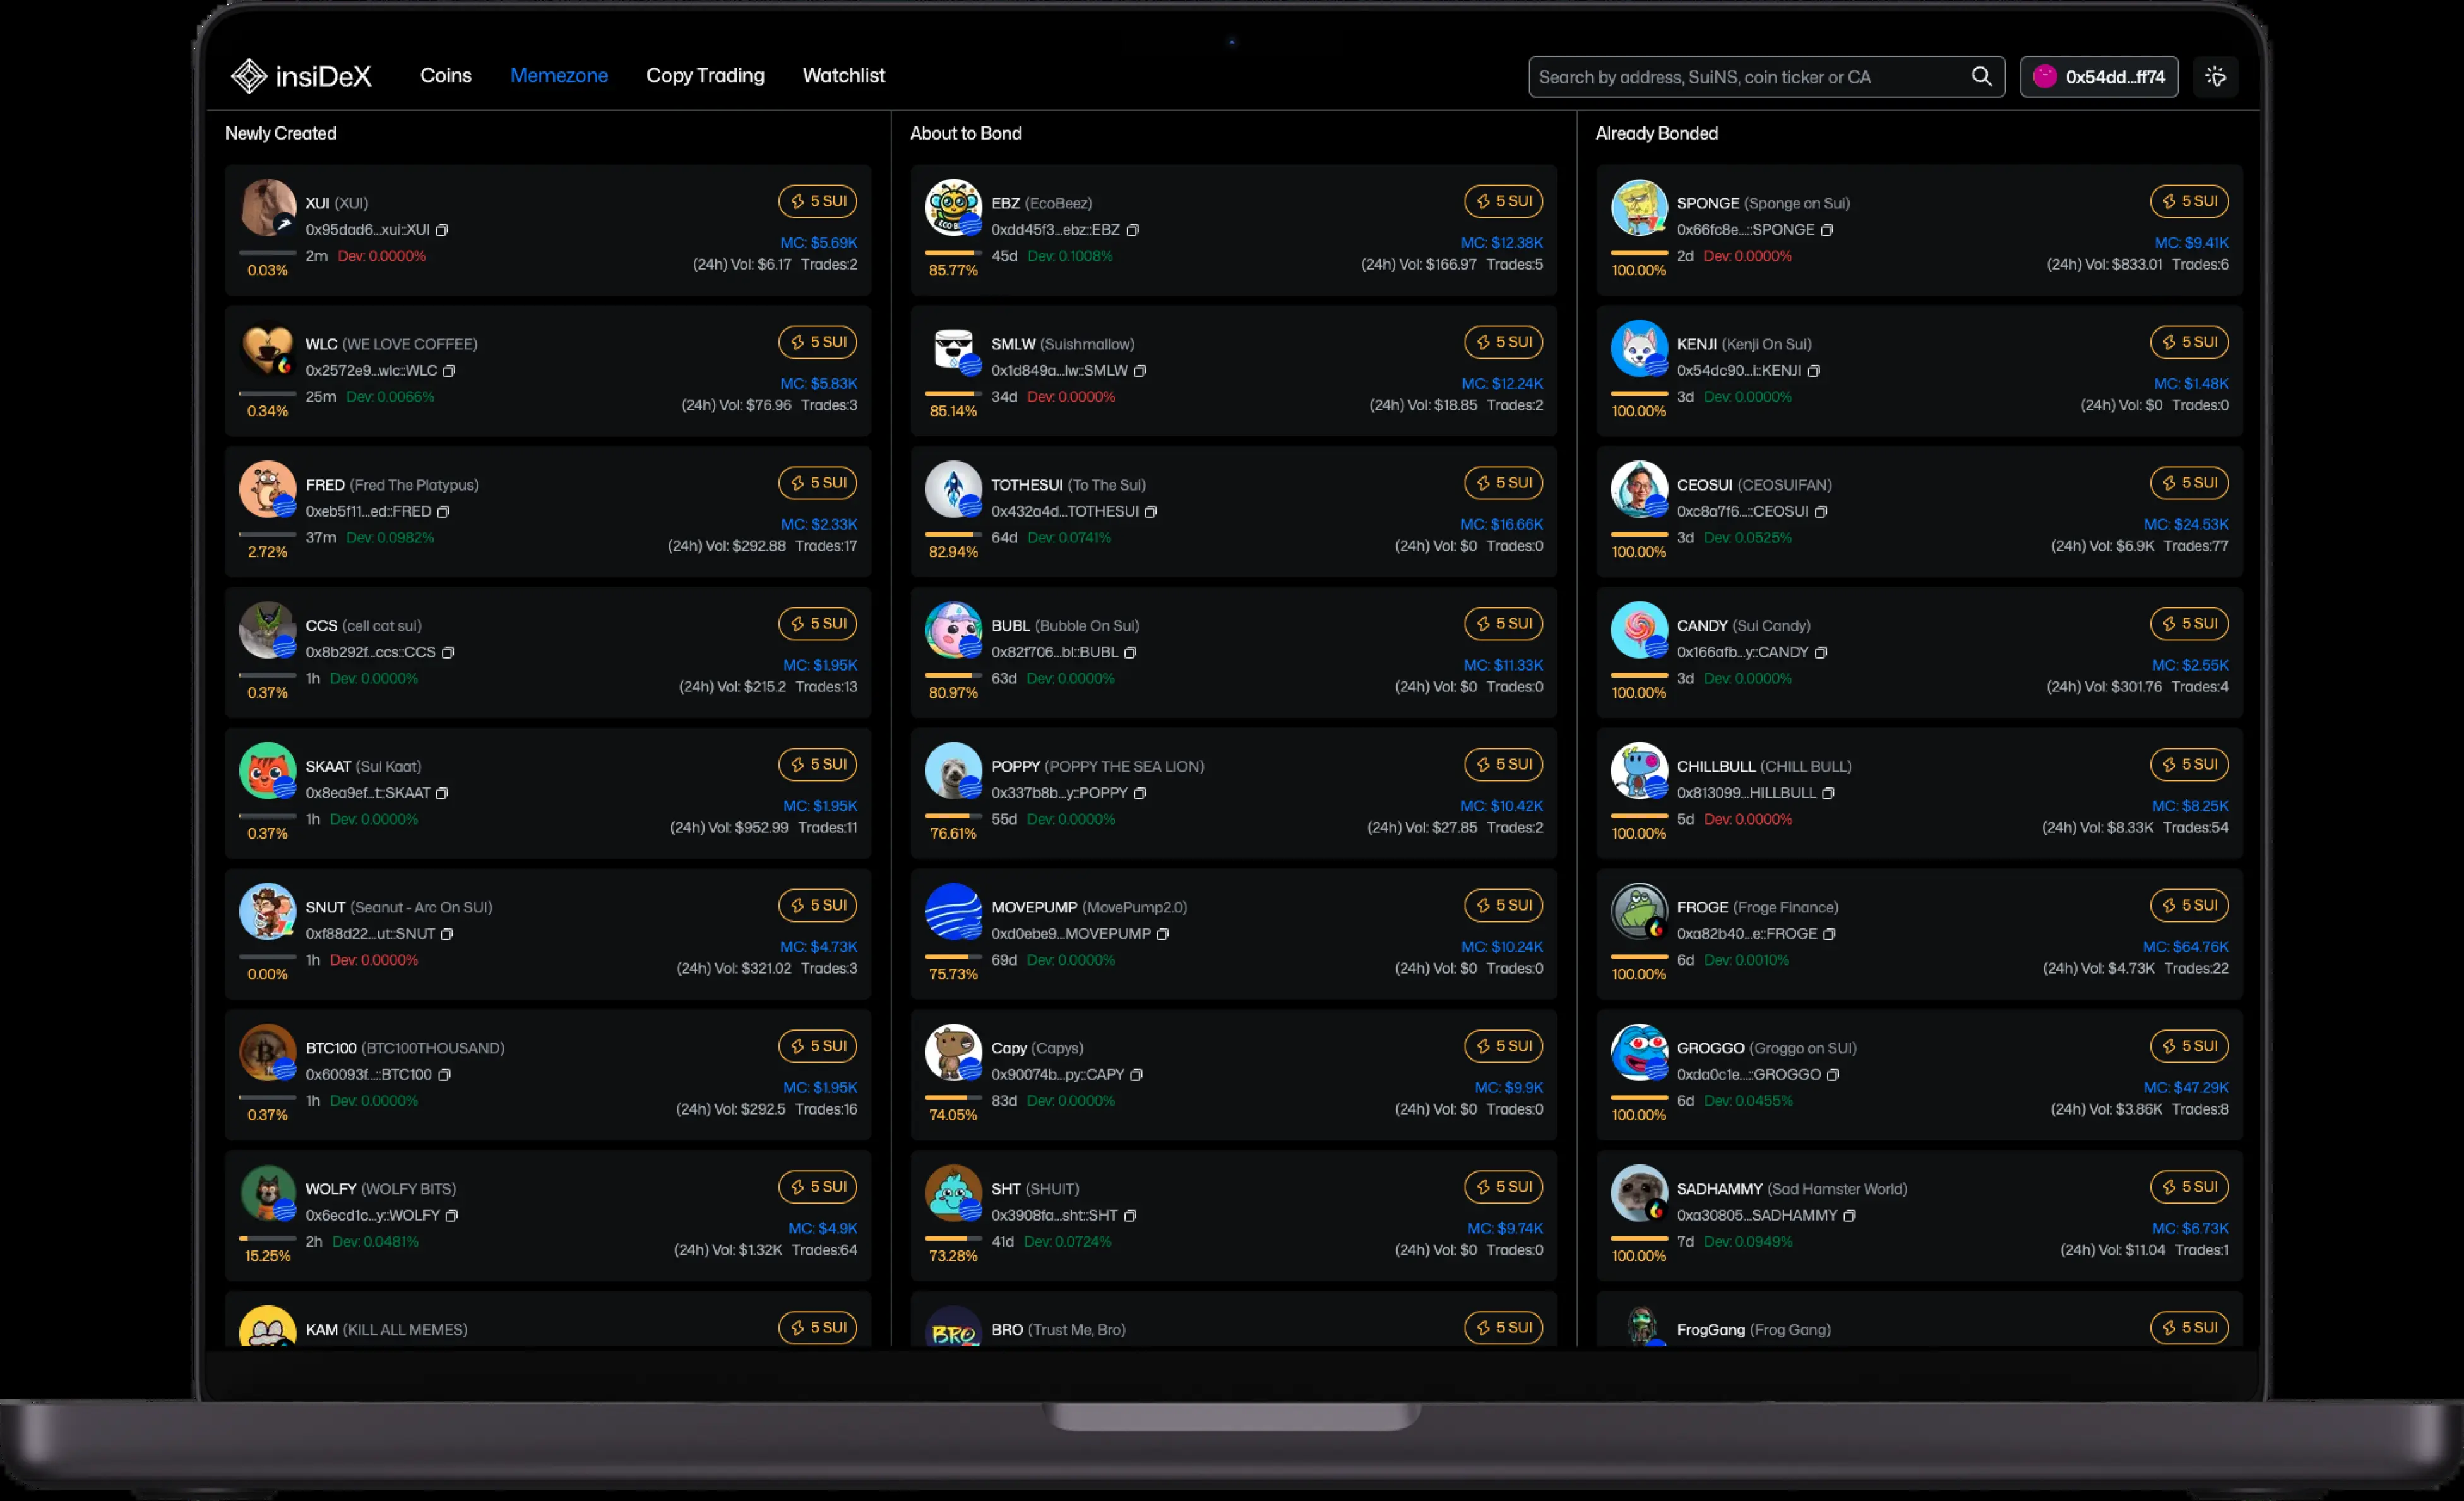 insiDeX
Coins
Memezone
Copy Trading
Watchlist
Search by address, SuiNS, coin ticker or CA
0x54dd...ff74
Newly Created
XUI (XUI)
5 SUI
0x95dad6...xui::XUI
MC: $5.69K
2m Dev: 0.0000%
(24h) Vol: $6.17 Trades:2
0.03%
WLC (WE LOVE COFFEE)
5 SUI
0x2572e9...wlc::WLC
MC: $5.83K
25m Dev: 0.0066%
(24h) Vol: $76.96 Trades:3
0.34%
FRED (Fred The Platypus)
5 SUI
0xeb5f11...ed::FRED
MC: $2.33K
37m Dev: 0.0982%
(24h) Vol: $292.88 Trades:17
2.72%
CCS (cell cat sui)
5 SUI
0x8b292f...ccs::CCS
MC: $1.95K
1h Dev: 0.0000%
(24h) Vol: $215.2 Trades:13
0.37%
SKAAT (Sui Kaat)
5 SUI
0x8ea9ef...t::SKAAT
MC: $1.95K
1h Dev: 0.0000%
(24h) Vol: $952.99 Trades:11
0.37%
SNUT (Seanut - Arc On SUI)
5 SUI
0xf88d22...ut::SNUT
MC: $4.73K
1h Dev: 0.0000%
(24h) Vol: $321.02 Trades:3
0.00%
BTC100 (BTC100THOUSAND)
5 SUI
0x60093f...::BTC100
MC: $1.95K
1h Dev: 0.0000%
(24h) Vol: $292.5 Trades:16
0.37%
WOLFY (WOLFY BITS)
5 SUI
0x6ecd1c...y::WOLFY
MC: $4.9K
2h Dev: 0.0481%
(24h) Vol: $1.32K Trades:64
15.25%
KAM (KILL ALL MEMES)
5 SUI
About to Bond
EBZ (EcoBeez)
5 SUI
0xdd45f3...ebz::EBZ
MC: $12.38K
45d Dev: 0.1008%
(24h) Vol: $166.97 Trades:5
85.77%
SMLW (Suishmallow)
5 SUI
0x1d849a...lw::SMLW
MC: $12.24K
34d Dev: 0.0000%
(24h) Vol: $18.85 Trades:2
85.14%
TOTHESUI (To The Sui)
5 SUI
0x432a4d...TOTHESUI
MC: $16.66K
64d Dev: 0.0741%
(24h) Vol: $0 Trades:0
82.94%
BUBL (Bubble On Sui)
5 SUI
0x82f706...bl::BUBL
MC: $11.33K
63d Dev: 0.0000%
(24h) Vol: $0 Trades:0
80.97%
POPPY (POPPY THE SEA LION)
5 SUI
0x337b8b...y::POPPY
MC: $10.42K
55d Dev: 0.0000%
(24h) Vol: $27.85 Trades:2
76.61%
MOVEPUMP (MovePump2.0)
5 SUI
0xd0ebe9...MOVEPUMP
MC: $10.24K
69d Dev: 0.0000%
(24h) Vol: $0 Trades:0
75.73%
Capy (Capys)
5 SUI
0x90074b...py::CAPY
MC: $9.9K
83d Dev: 0.0000%
(24h) Vol: $0 Trades:0
74.05%
SHT (SHUIT)
5 SUI
0x3908fa...sht::SHT
MC: $9.74K
41d Dev: 0.0724%
(24h) Vol: $0 Trades:0
73.28%
BRO
BRO (Trust Me, Bro)
5 SUI
Already Bonded
SPONGE (Sponge on Sui)
5 SUI
0x66fc8e...::SPONGE
MC: $9.41K
2d Dev: 0.0000%
(24h) Vol: $833.01 Trades:6
100.00%
KENJI (Kenji On Sui)
5 SUI
0x54dc90...i::KENJI
MC: $1.48K
3d Dev: 0.0000%
(24h) Vol: $0 Trades:0
100.00%
CEOSUI (CEOSUIFAN)
5 SUI
0xc8a7f6...::CEOSUI
MC: $24.53K
3d Dev: 0.0525%
(24h) Vol: $6.9K Trades:77
100.00%
CANDY (Sui Candy)
5 SUI
0x166afb...y::CANDY
MC: $2.55K
3d Dev: 0.0000%
(24h) Vol: $301.76 Trades:4
100.00%
CHILLBULL (CHILL BULL)
5 SUI
0x813099...HILLBULL
MC: $8.25K
5d Dev: 0.0000%
(24h) Vol: $8.33K Trades:54
100.00%
FROGE (Froge Finance)
5 SUI
0xa82b40...e::FROGE
MC: $64.76K
6d Dev: 0.0010%
(24h) Vol: $4.73K Trades:22
100.00%
GROGGO (Groggo on SUI)
5 SUI
0xda0c1e...::GROGGO
MC: $47.29K
6d Dev: 0.0455%
(24h) Vol: $3.86K Trades:8
100.00%
SADHAMMY (Sad Hamster World)
5 SUI
0xa30805...SADHAMMY
MC: $6.73K
7d Dev: 0.0949%
(24h) Vol: $11.04 Trades:1
100.00%
FrogGang (Frog Gang)
5 SUI